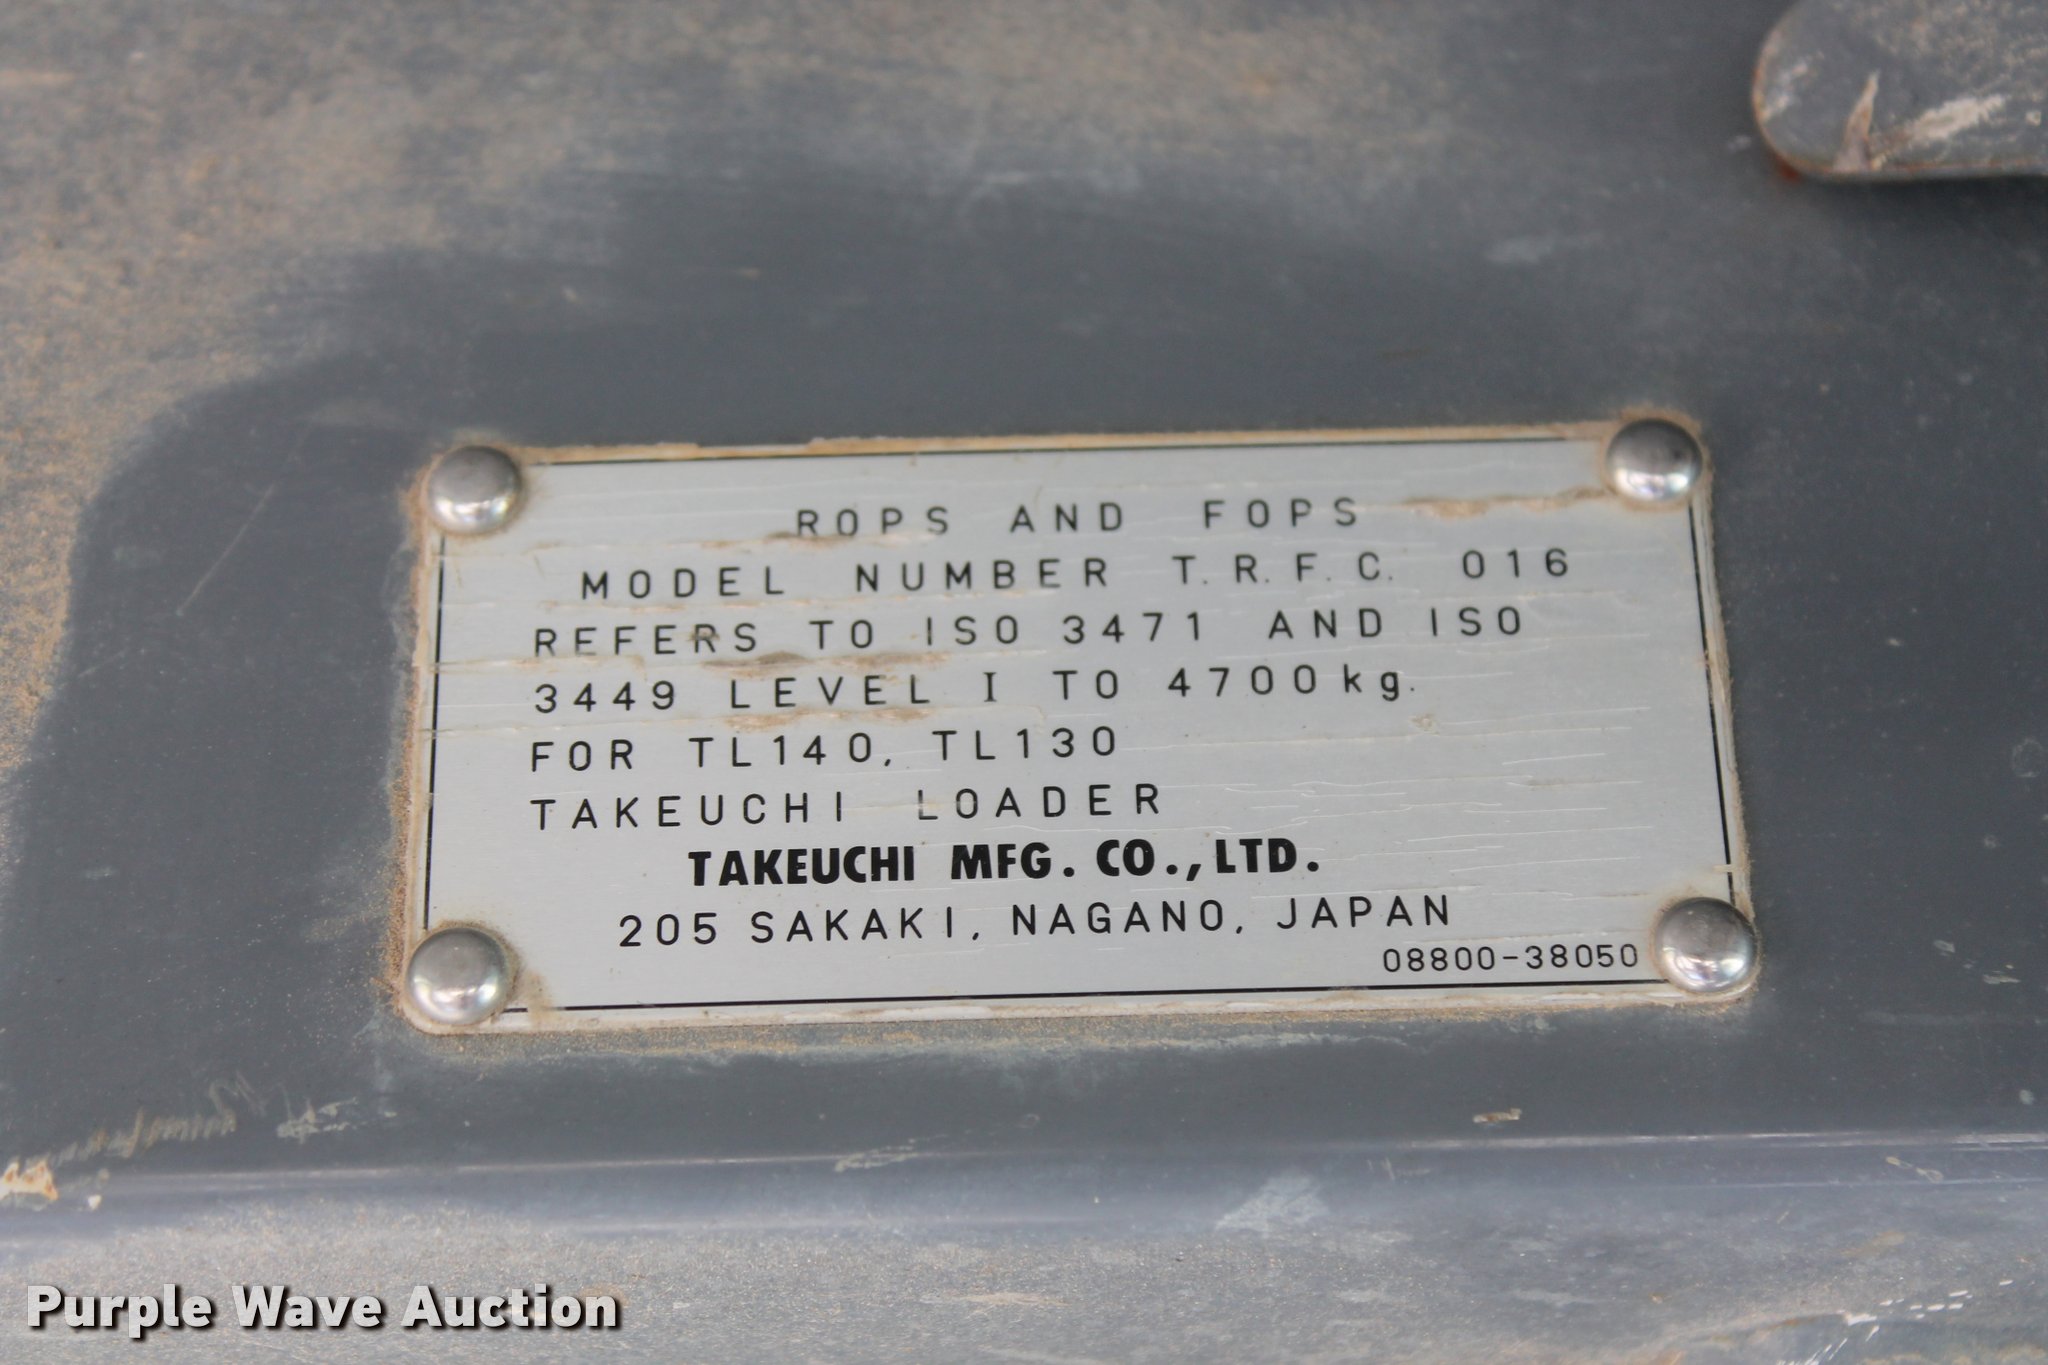 ROPS AND FOPS
MODEL NUMBER T.R.F.C. 016
REFERS TO ISO 3471 AND ISO
3449 LEVEL I TO 4700kg.
FOR TL140, TL130
TAKEUCHI LOADER
TAKEUCHI MFG. CO., LTD.
205 SAKAKI, NAGANO, JAPAN
08800-38050
Purple Wave Auction